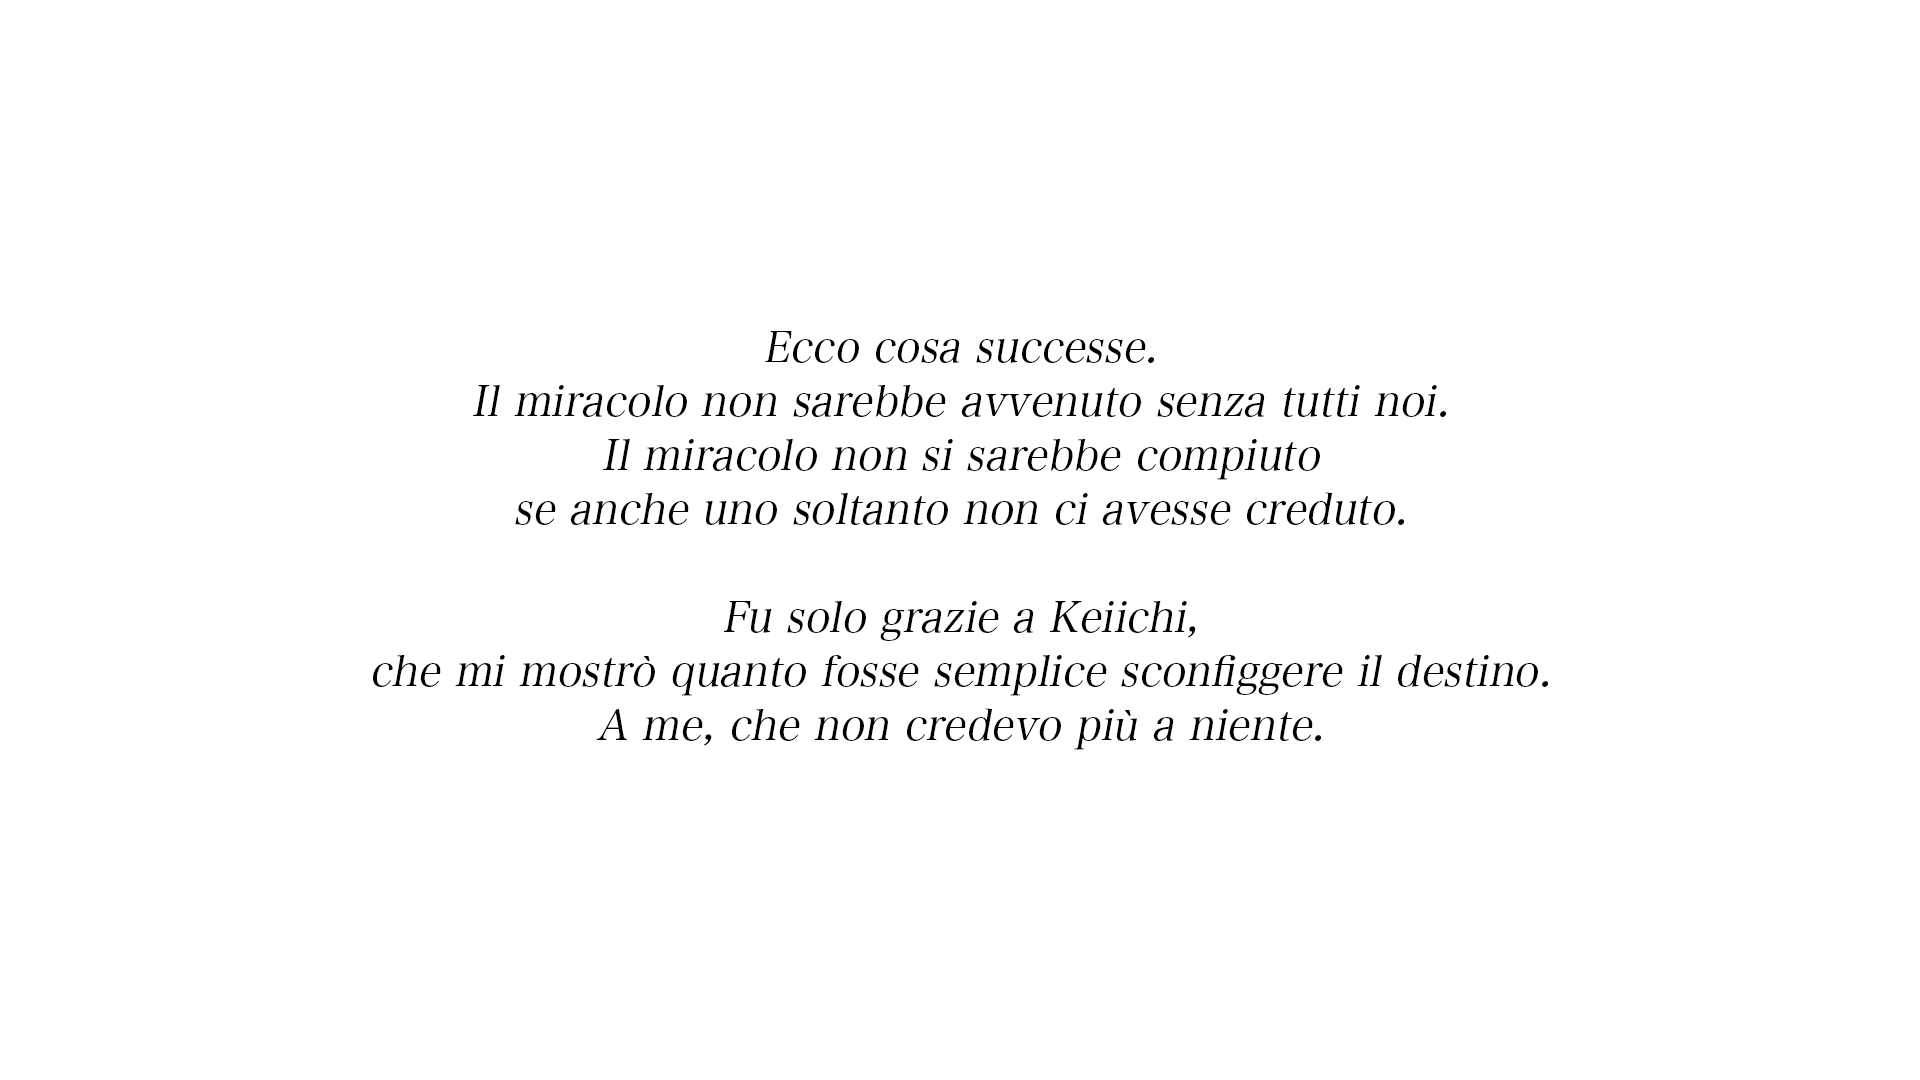 Ecco cosa successe.
Il miracolo non sarebbe avvenuto senza tutti noi.
Il miracolo non si sarebbe compiuto
se anche uno soltanto non ci avesse creduto.
Fu solo grazie a Keiichi,
che mi mostrò quanto fosse semplice sconfiggere il destino.
A me, che non credevo più a niente.